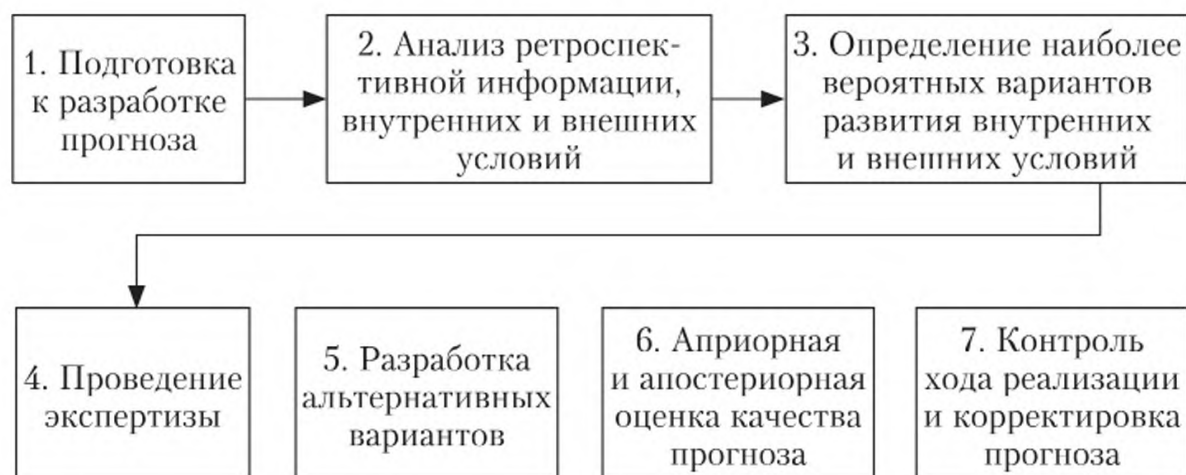 1. Подготовка
к разработке
прогноза
2. Анализ ретроспек-
тивной информации,
внутренних и внешних
условий
3. Определение наиболее
вероятных вариантов
развития внутренних
и внешних условий
4. Проведение
экспертизы
5. Разработка
альтернативных
вариантов
6. Априорная
и апостериорная
оценка качества
прогноза
7. Контроль
хода реализации
и корректировка
прогноза